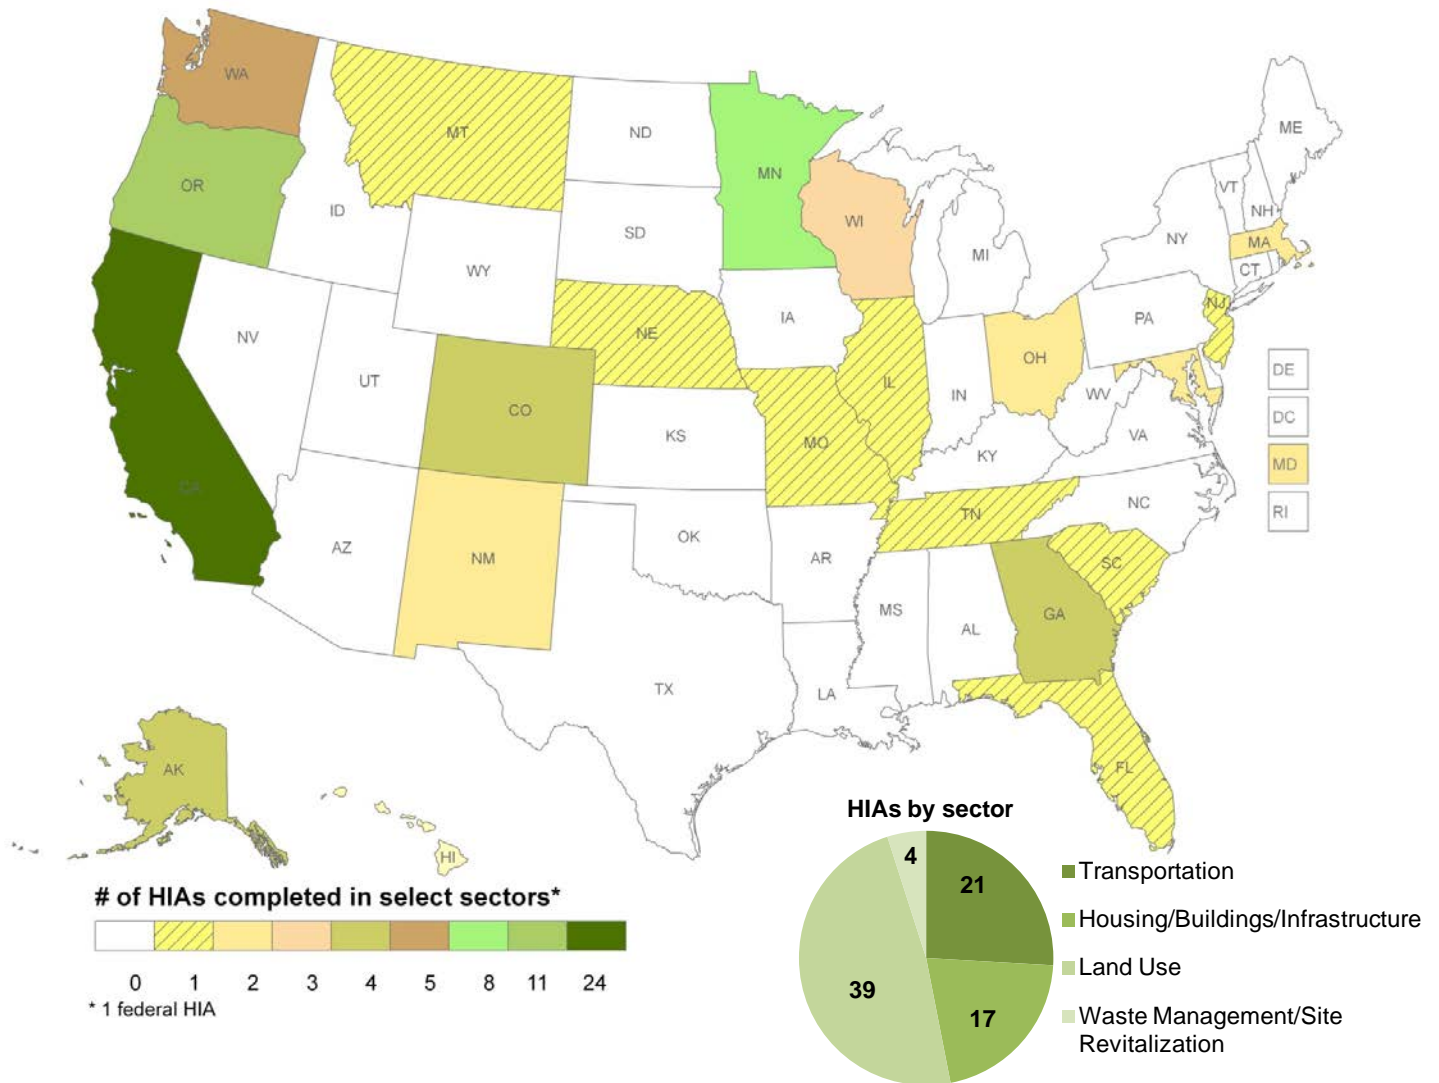 WA
MT
ND
MN
ME
OR
ID
SD
WI
MI
VT
NH
NY
MA
CT
WY
NV
UT
NE
IA
IL
IN
OH
PA
NJ
DE
CO
KS
MO
KY
WV
VA
DC
CA
AZ
NM
OK
AR
TN
NC
SC
MD
RI
TX
LA
MS
AL
GA
FL
AK
HI
# of HIAs completed in select sectors*
0 1 2 3 4 5 8 11 24
* 1 federal HIA
HIAs by sector
4
21
39
17
Transportation
Housing/Buildings/Infrastructure
Land Use
Waste Management/Site
Revitalization